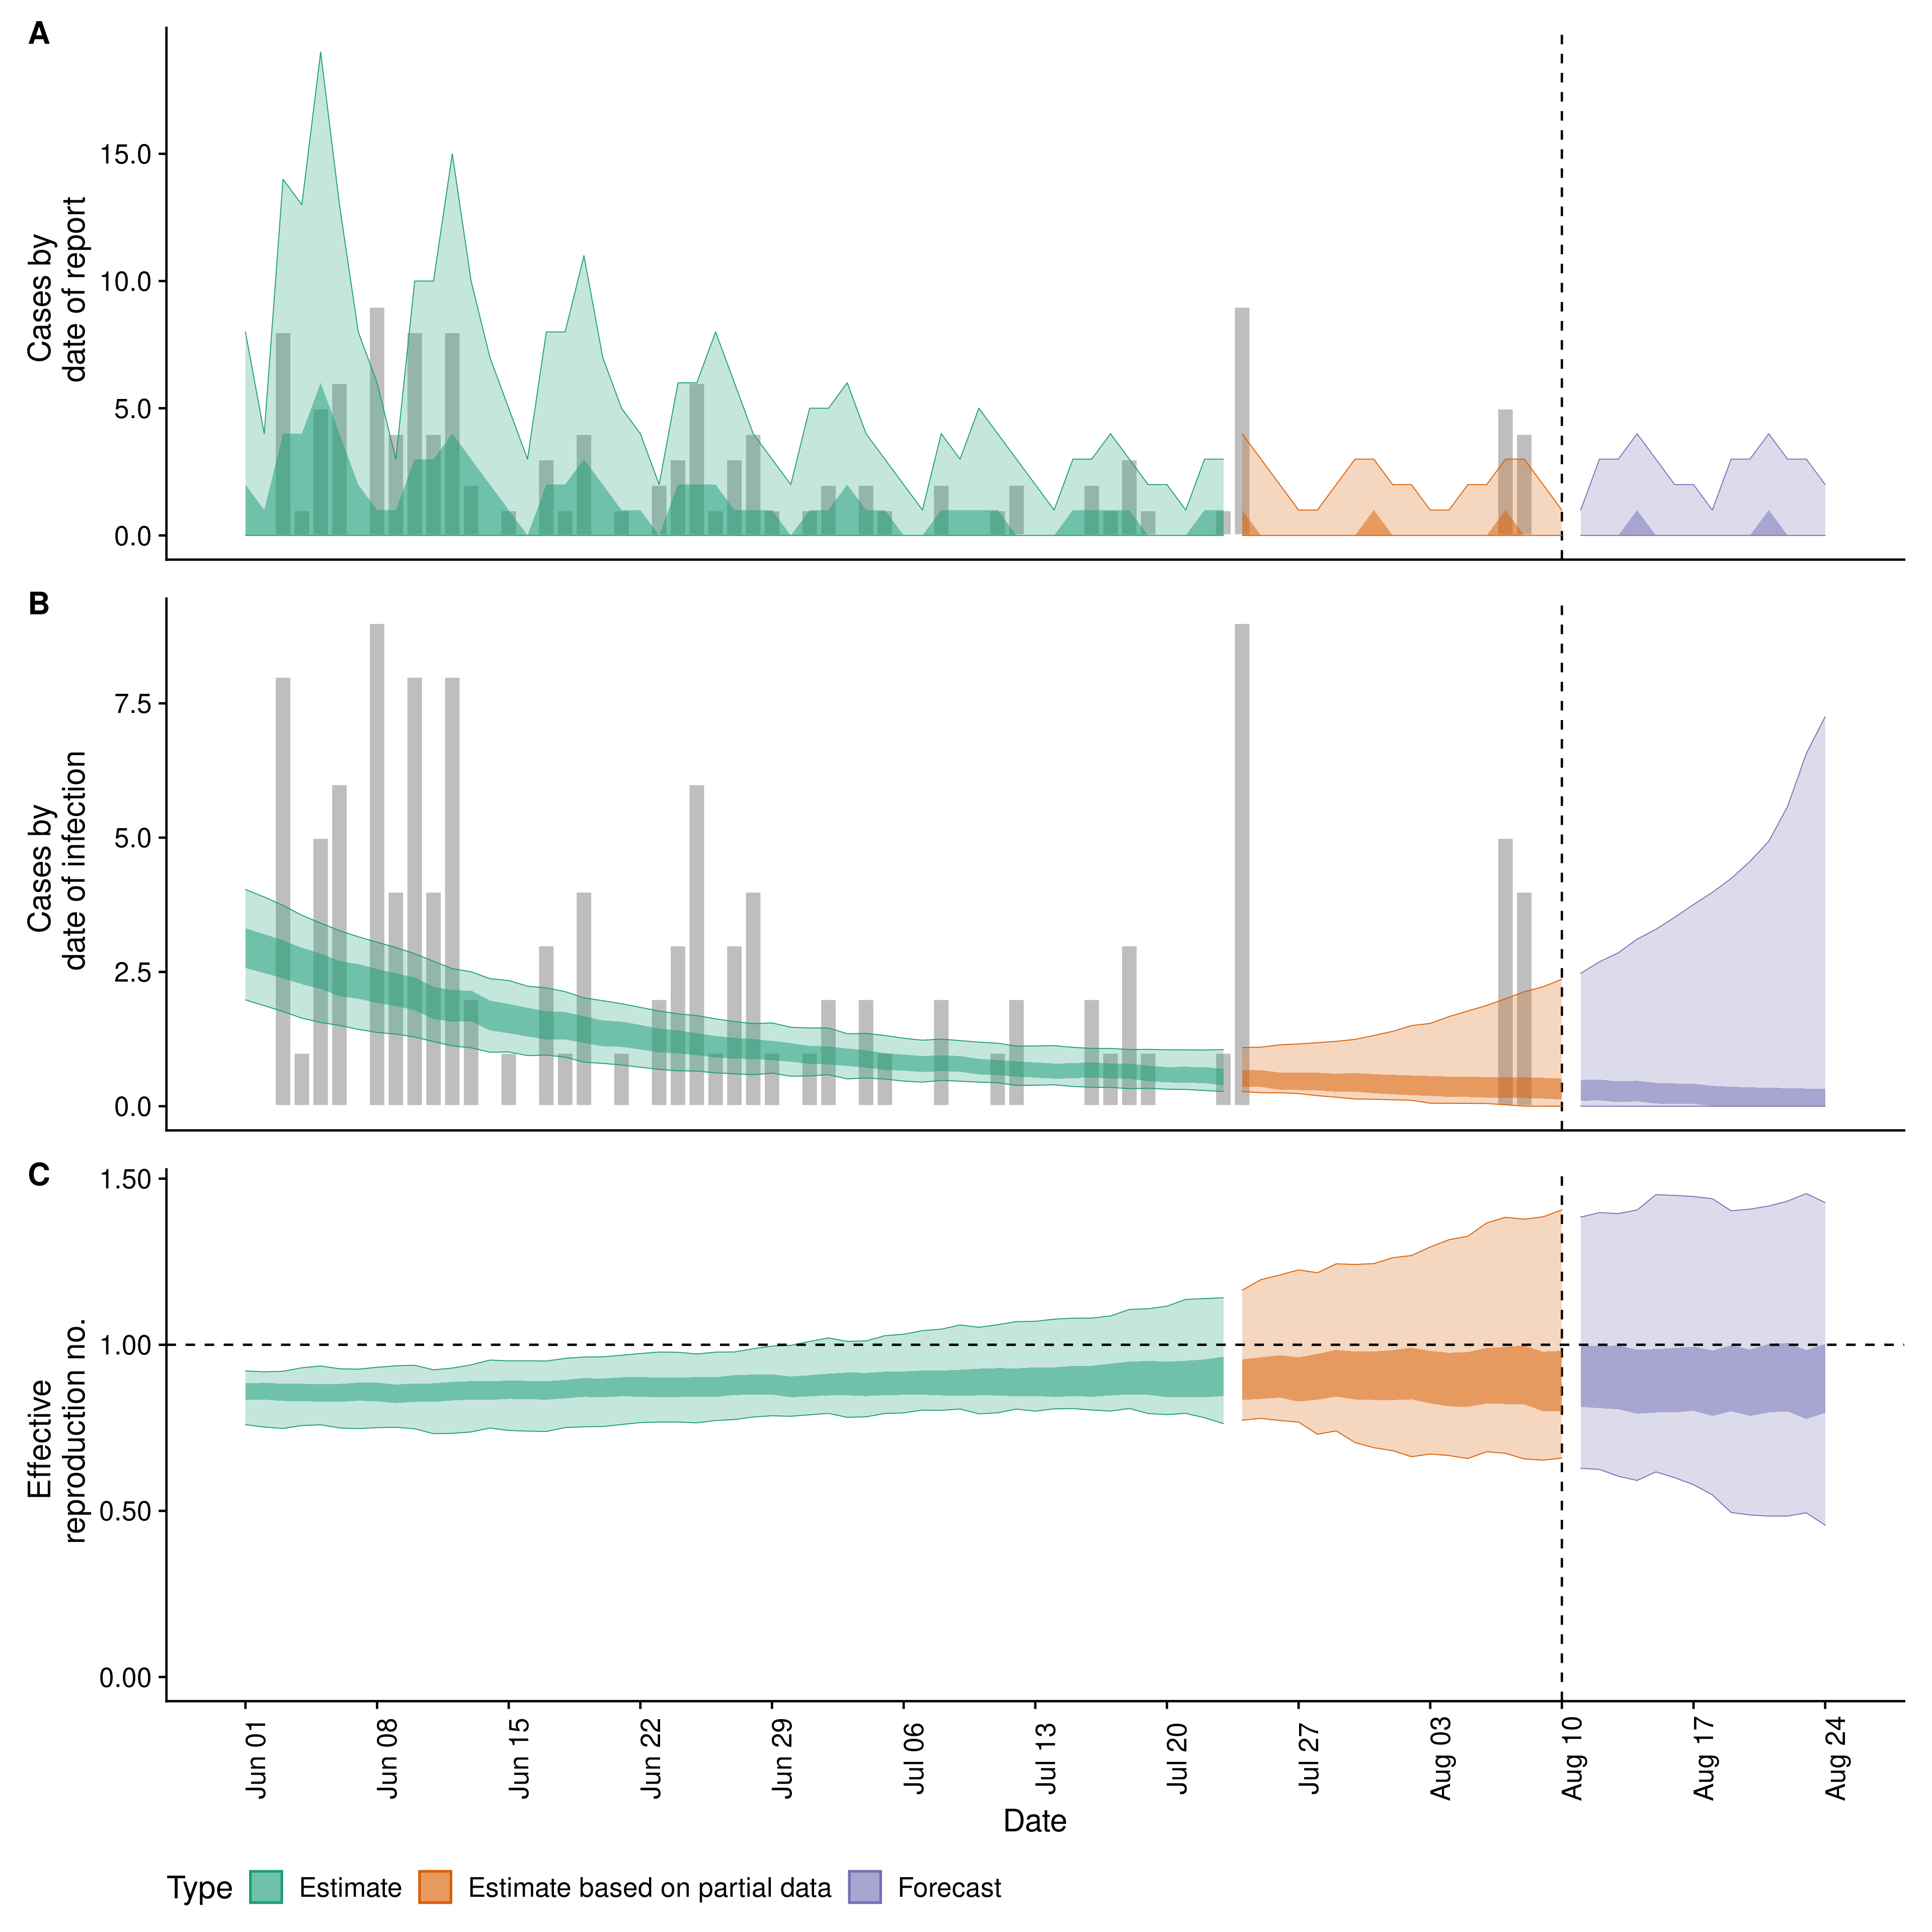 A
Cases by
date of report
15.0
10.0
5.0
0.0
B
Cases by
date of infection
7.5
5.0
2.5
0.0
C
Effective
reproduction no.
1.50
1.00
0.50
0.00
Jun 01
Jun 08
Jun 15
Jun 22
Jun 29
Jul 06
Jul 13
Jul 20
Jul 27
Aug 03
Aug 10
Aug 17
Aug 24
Date
Type Estimate Estimate based on partial data Forecast